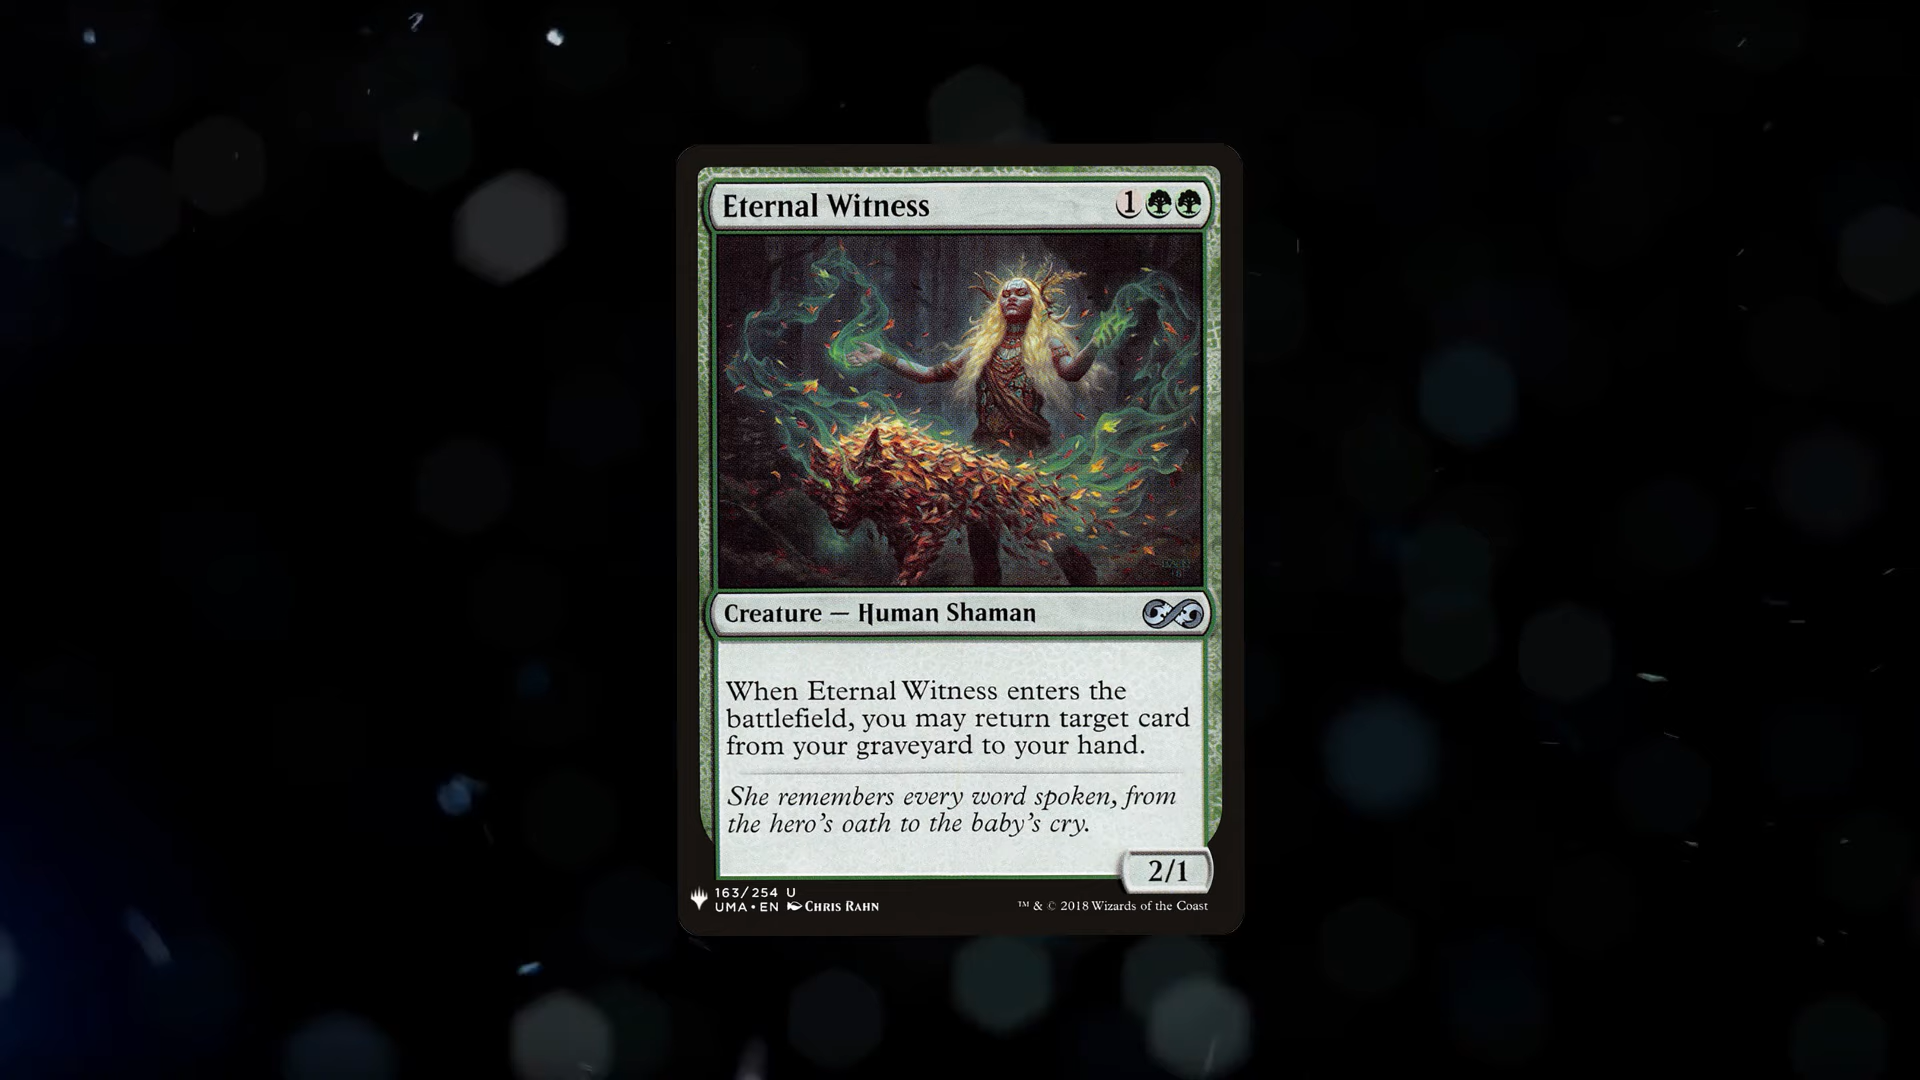 Eternal Witness 1
Creature — Human Shaman
When Eternal Witness enters the
battlefield, you may return target card
from your graveyard to your hand.
She remembers every word spoken, from
the hero's oath to the baby's cry.
2/1
163/254 U
UMA • EN Chris Rahn
™ & © 2018 Wizards of the Coast